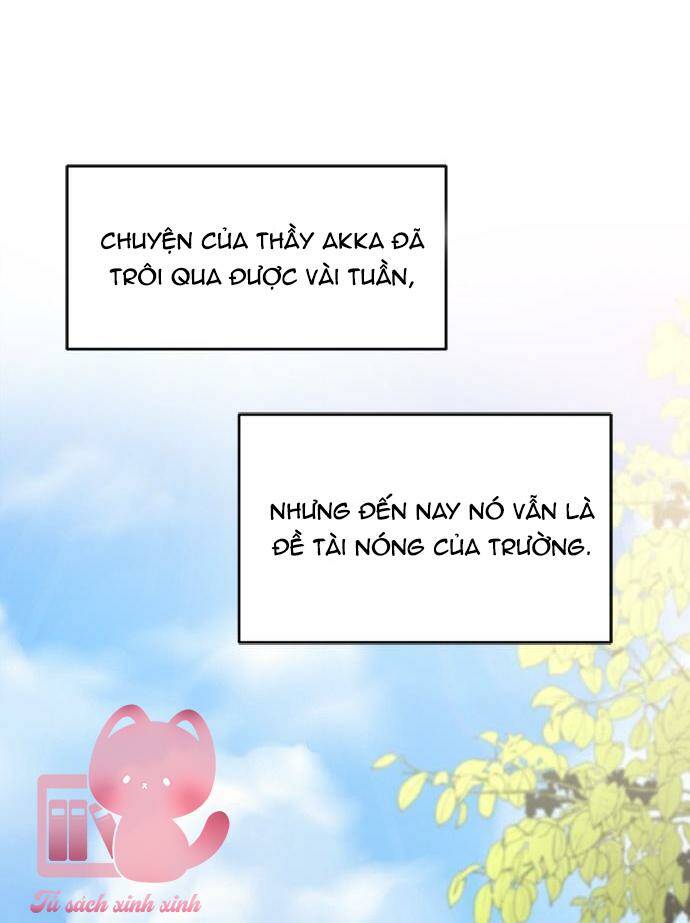 CHUYỆN CỦA THẦY AKKA ĐÃ
TRÔI QUA ĐƯỢC VÀI TUẦN,
NHƯNG ĐẾN NAY NÓ VẪN LÀ
ĐỀ TÀI NÓNG CỦA TRƯỜNG.
Tủ sách xinh xinh